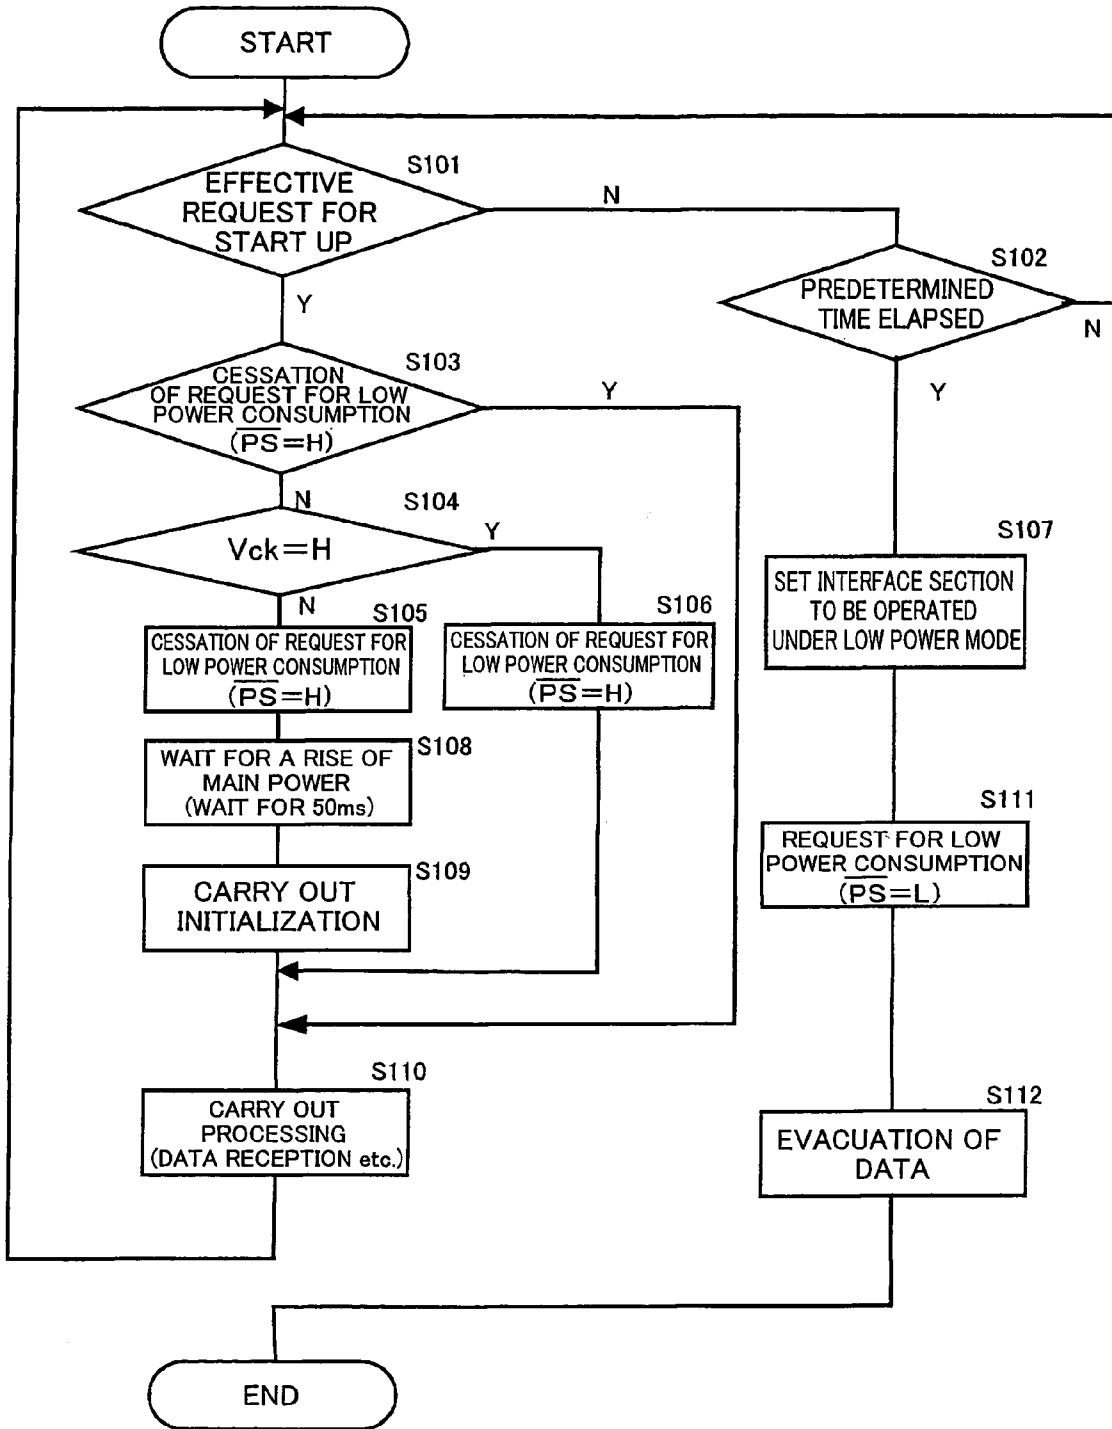 START
S101
EFFECTIVE
REQUEST FOR
START UP
N
S102
PREDETERMINED
TIME ELAPSED
N
Y
Y
S103
CESSATION
OF REQUEST FOR LOW
POWER CONSUMPTION
(P̅S̅=H)
Y
N
S104
Vck=H
Y
N
S105
CESSATION OF REQUEST FOR
LOW POWER CONSUMPTION
(P̅S̅=H)
S106
CESSATION OF REQUEST FOR
LOW POWER CONSUMPTION
(P̅S̅=H)
S107
SET INTERFACE SECTION
TO BE OPERATED
UNDER LOW POWER MODE
S108
WAIT FOR A RISE OF
MAIN POWER
(WAIT FOR 50ms)
S109
CARRY OUT
INITIALIZATION
S111
REQUEST FOR LOW
POWER CONSUMPTION
(P̅S̅=L)
S110
CARRY OUT
PROCESSING
(DATA RECEPTION etc.)
S112
EVACUATION OF
DATA
END